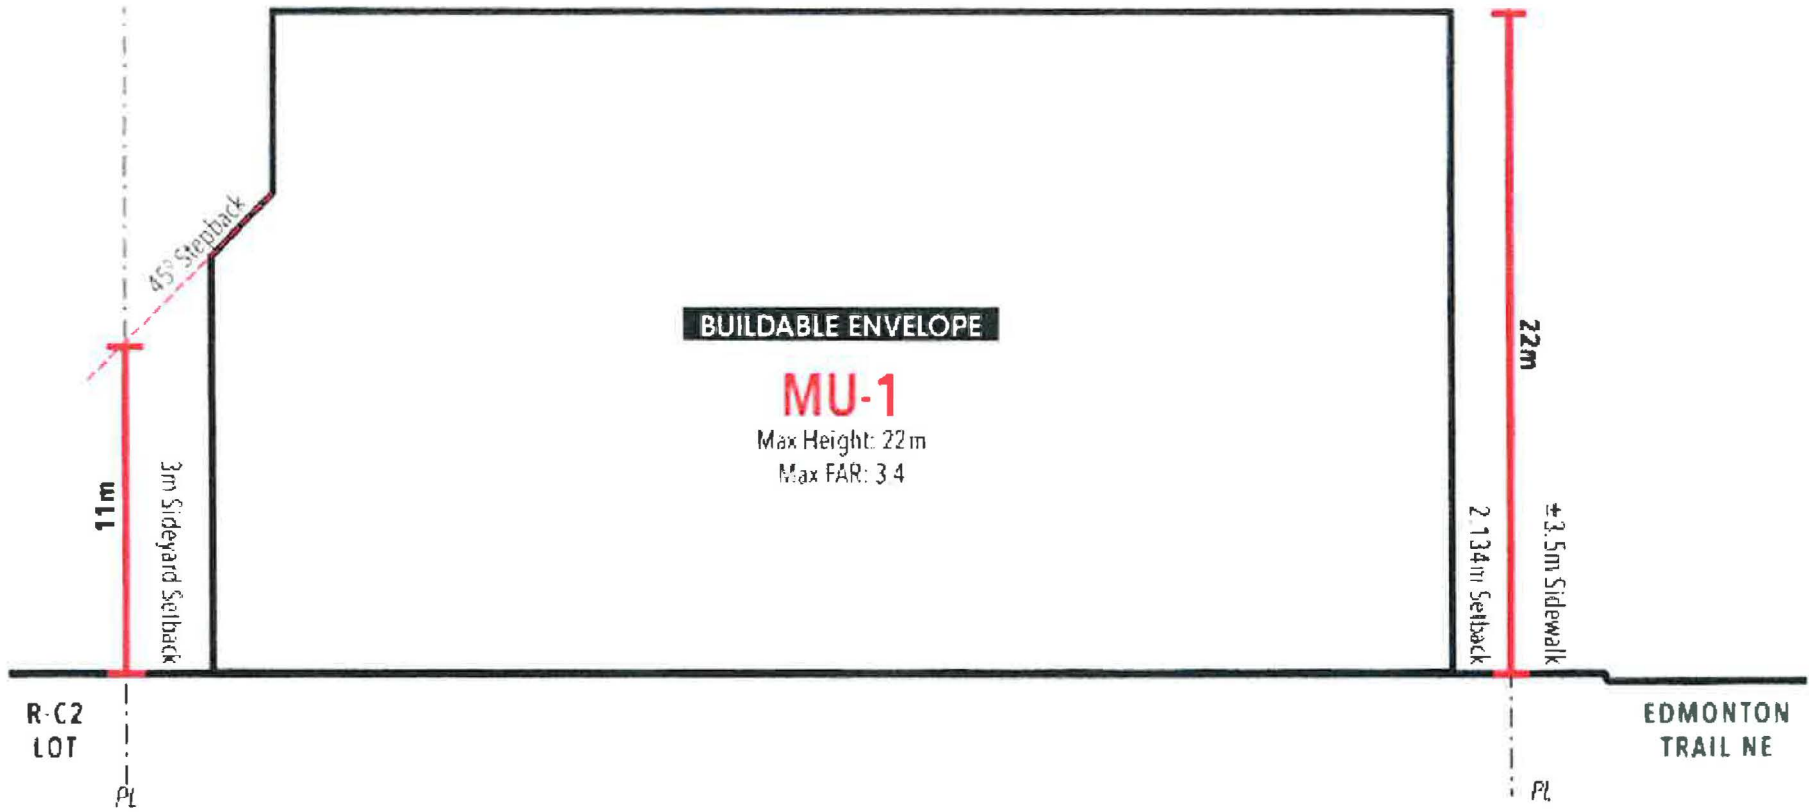 45° Stepback
11m
3m Sideyard Setback
BUILDABLE ENVELOPE
MU-1
Max Height: 22m
Max FAR: 3.4
22m
2.134m Setback
±3.5m Sidewalk
R-C2
LOT
EDMONTON
TRAIL NE
PL
PL